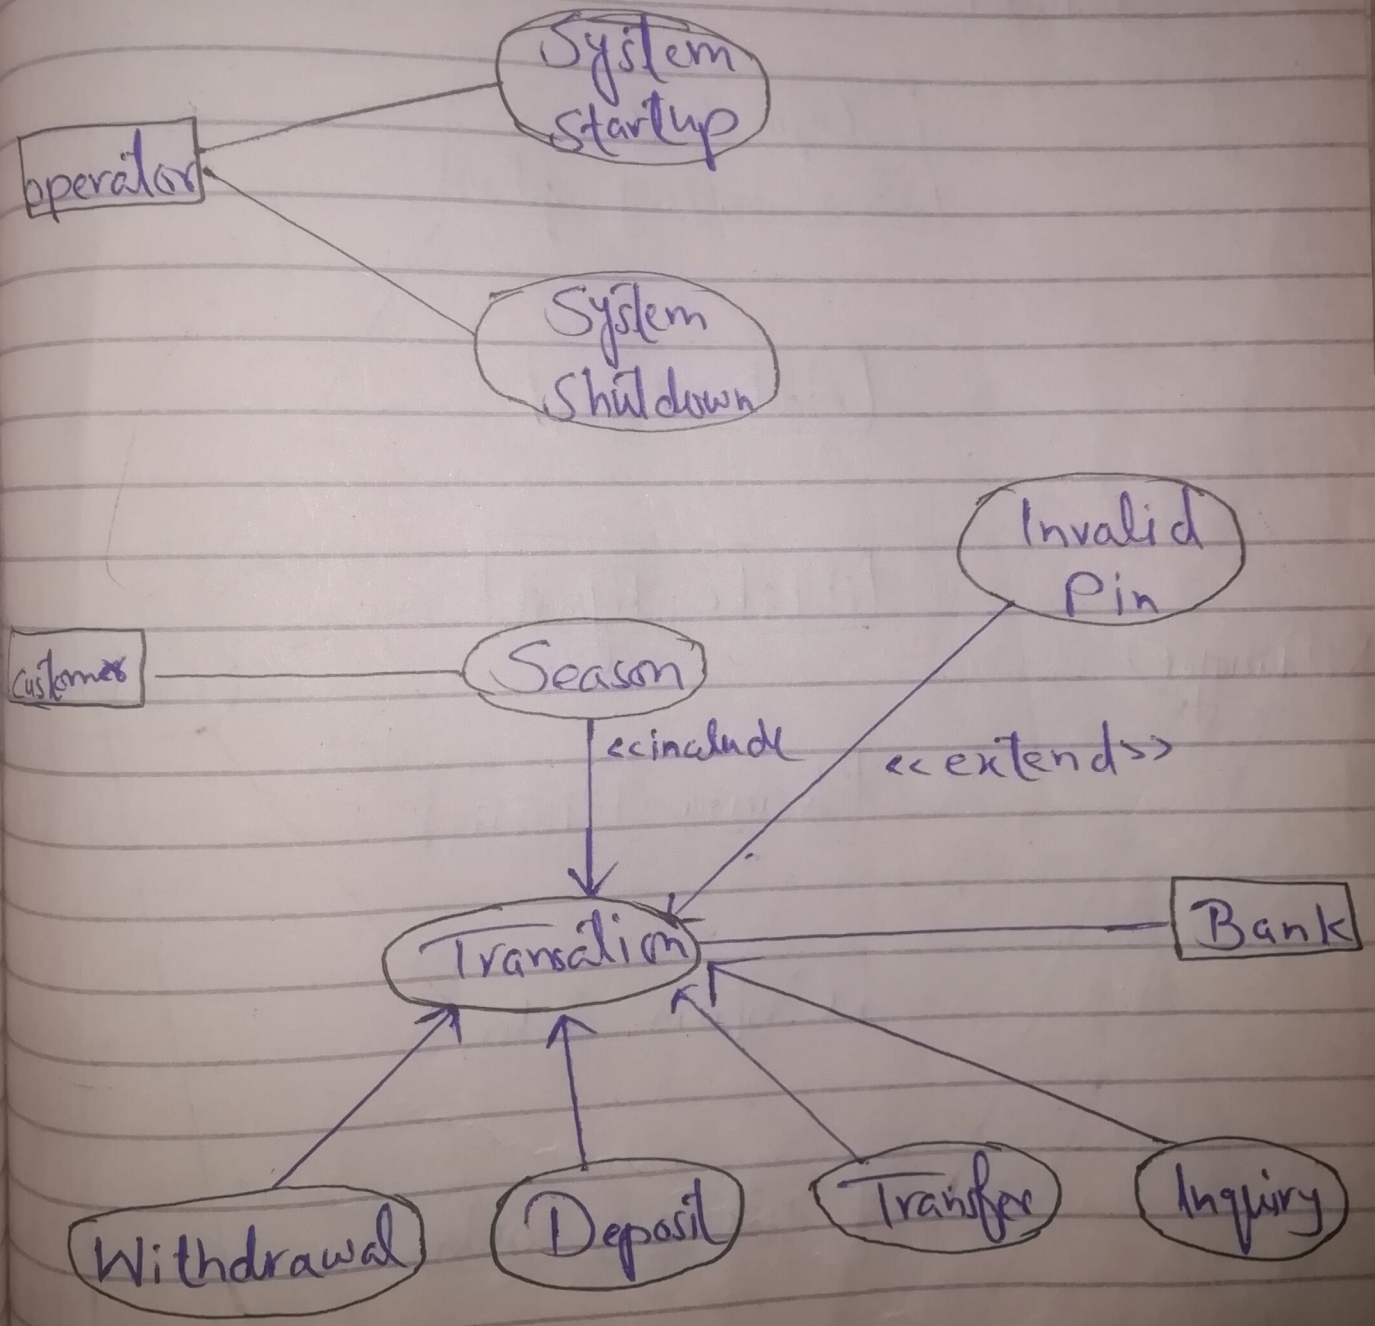 System
Startup
operator
System
Shutdown
Invalid
Pin
Customer
Season
<<include
<<extend>>
Transation
Bank
Withdrawal
Deposit
Transfer
Inquiry